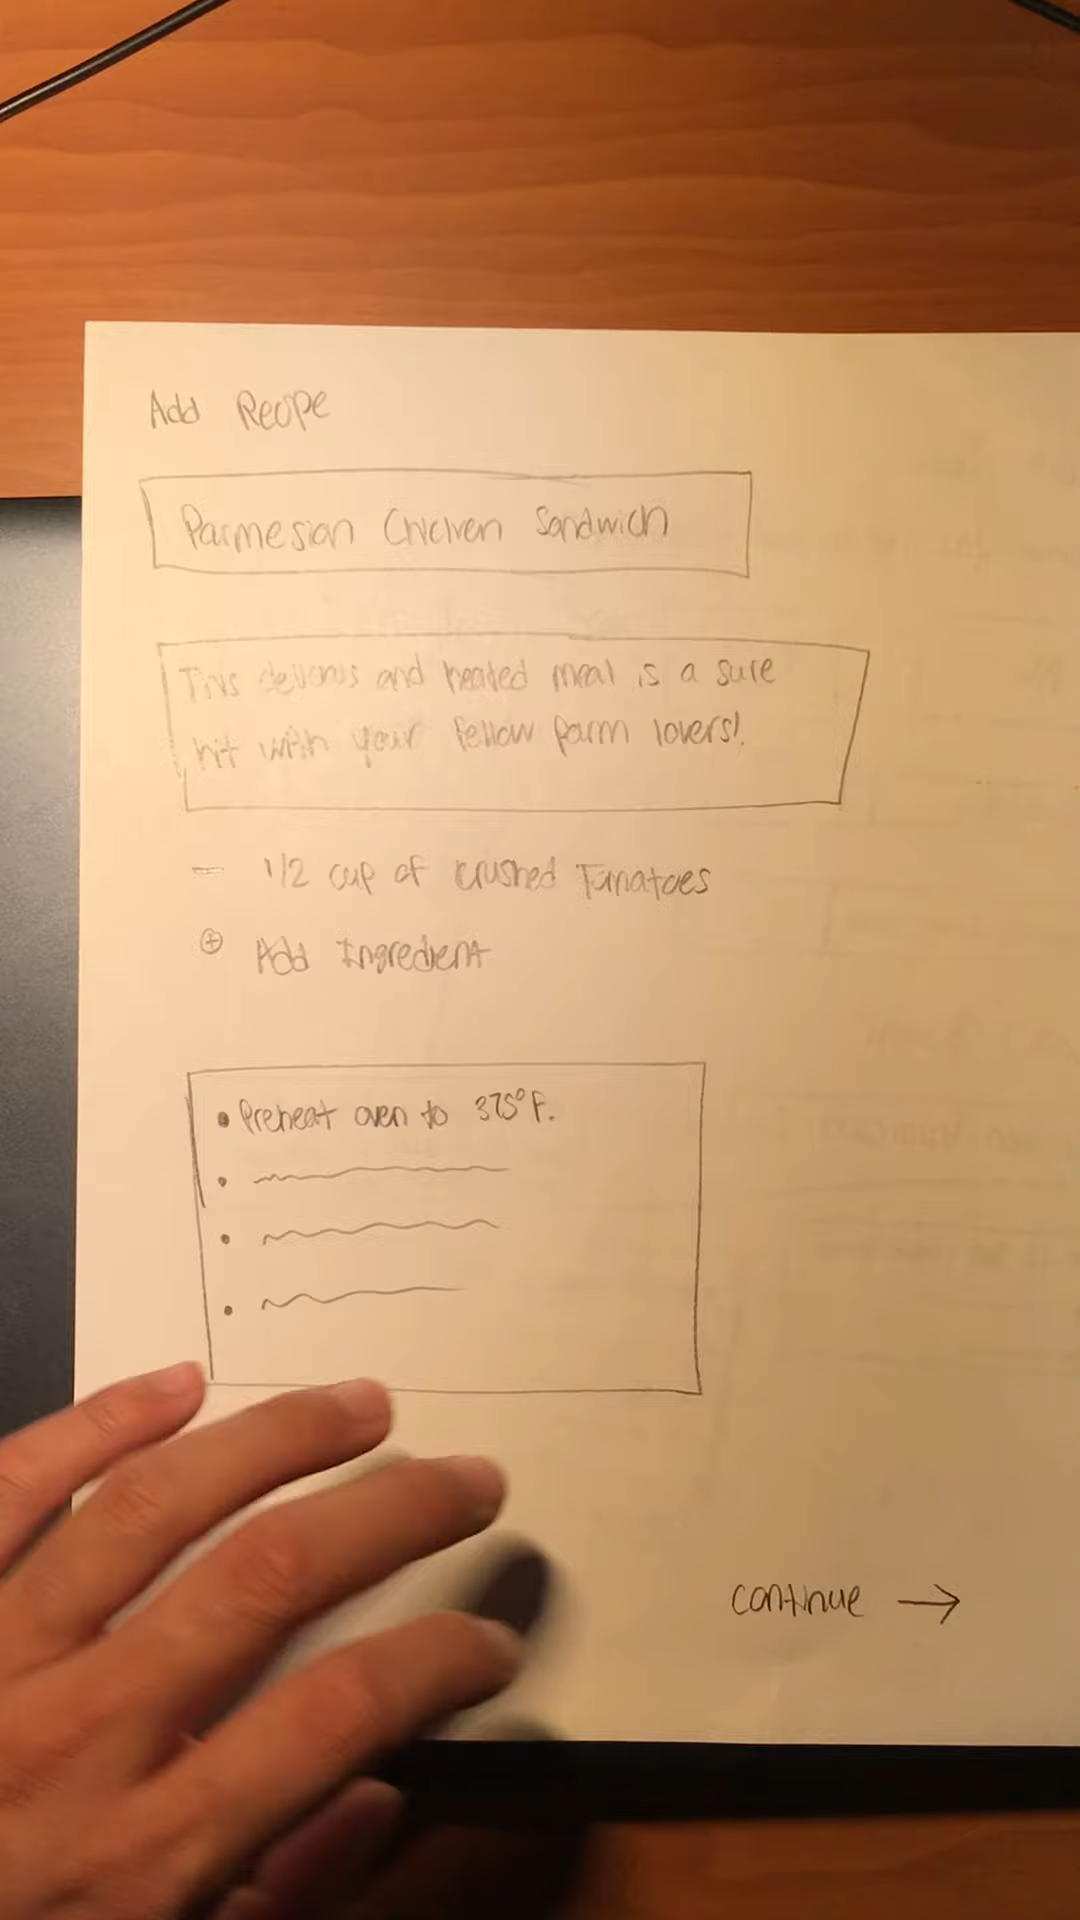 Add Recipe
Parmesian Chicken Sandwich
This delicious and heated meal is a sure
hit with your fellow parm lovers!
- 1/2 cup of crushed Tomatoes
⊕ Add Ingredient
• Preheat oven to 375°F.
continue →